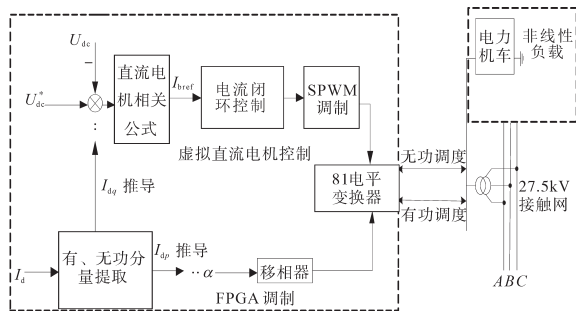 U_dc
−
U_dc*
⋮
直流电
机相关
公式
I_bref
电流闭
环控制
SPWM
调制
虚拟直流电机控制
I_dq 推导
I_d
有、无功分
量提取
I_dp 推导
··α
移相器
FPGA 调制
81电平
变换器
无功调度
有功调度
电力
机车
非线性
负载
27.5kV
接触网
ABC